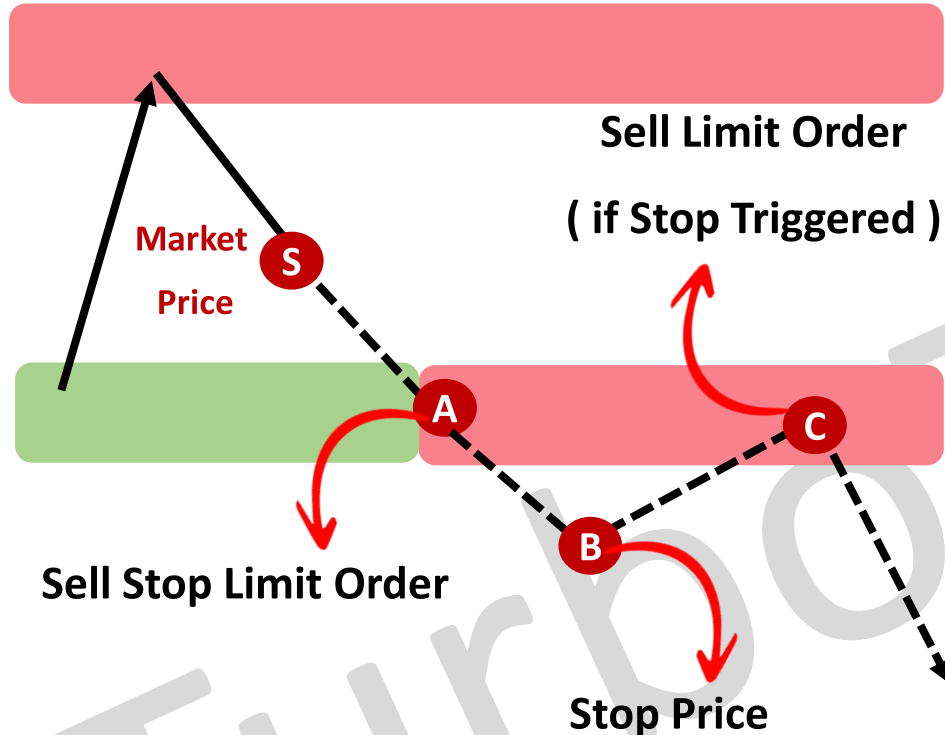 Sell Limit Order
( if Stop Triggered )
Market
Price
S
A
C
B
Sell Stop Limit Order
Stop Price